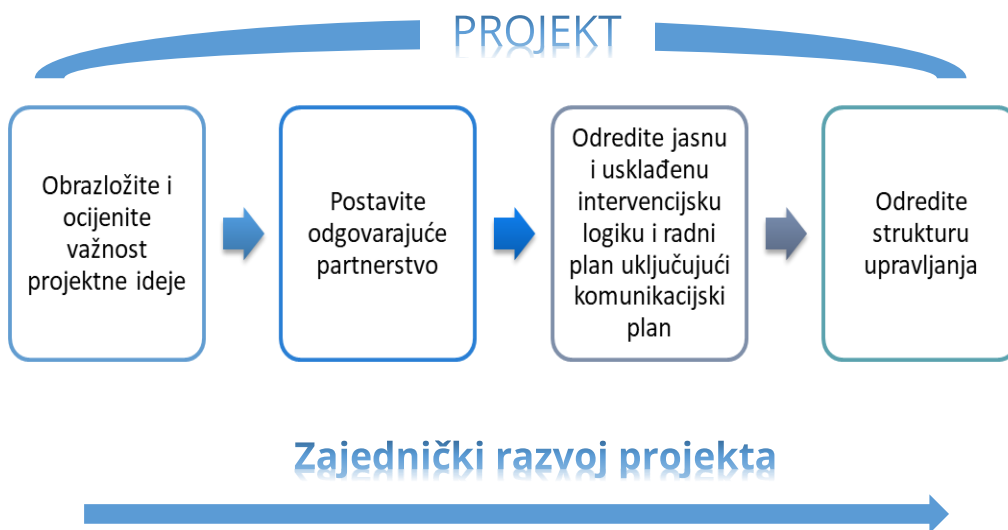 PROJEKT
Obrazložite i
ocijenite
važnost
projektne ideje
Postavite
odgovarajuće
partnerstvo
Odredite jasnu
i usklađenu
intervencijsku
logiku i radni
plan uključujući
komunikacijski
plan
Odredite
strukturu
upravljanja
Zajednički razvoj projekta